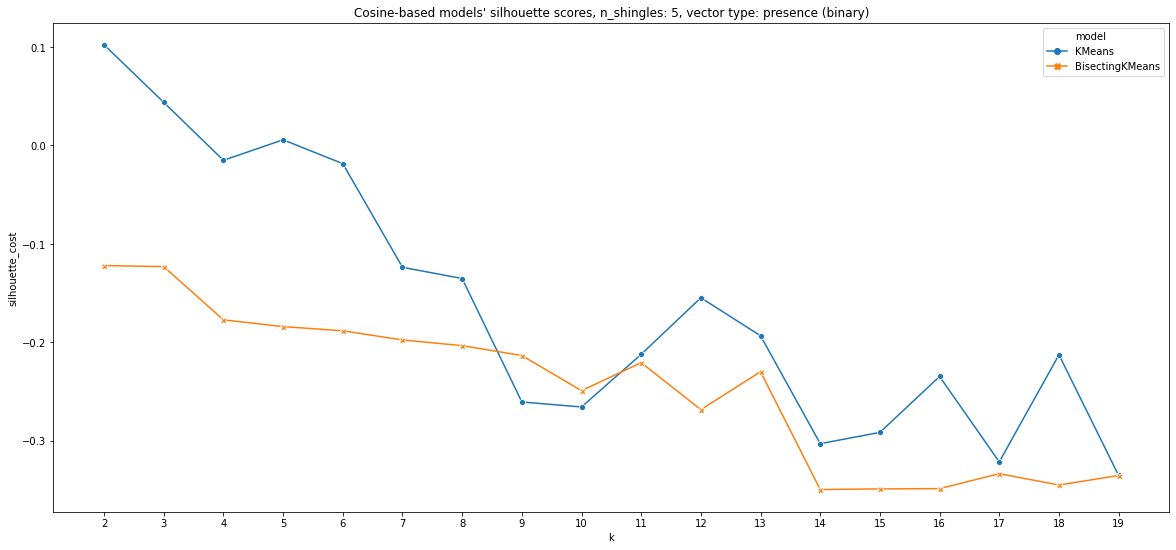 Cosine-based models' silhouette scores, n_shingles: 5, vector type: presence (binary)
model
KMeans
BisectingKMeans
silhouette_cost
0.1
0.0
−0.1
−0.2
−0.3
2 3 4 5 6 7 8 9 10 11 12 13 14 15 16 17 18 19
k